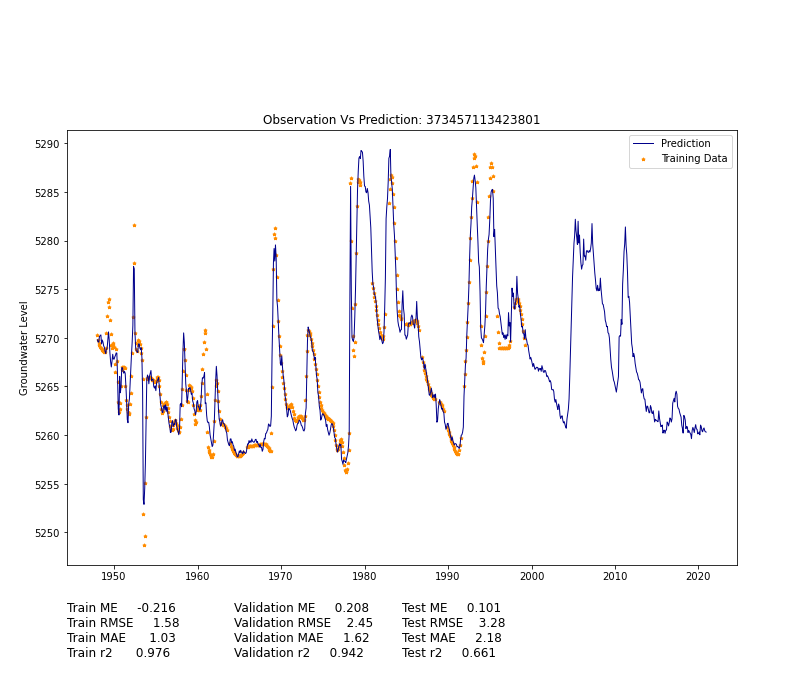 Observation Vs Prediction: 373457113423801
Prediction
Training Data
Groundwater Level
5290
5285
5280
5275
5270
5265
5260
5255
5250
1950 1960 1970 1980 1990 2000 2010 2020
Train ME -0.216 Validation ME 0.208 Test ME 0.101
Train RMSE 1.58 Validation RMSE 2.45 Test RMSE 3.28
Train MAE 1.03 Validation MAE 1.62 Test MAE 2.18
Train r2 0.976 Validation r2 0.942 Test r2 0.661